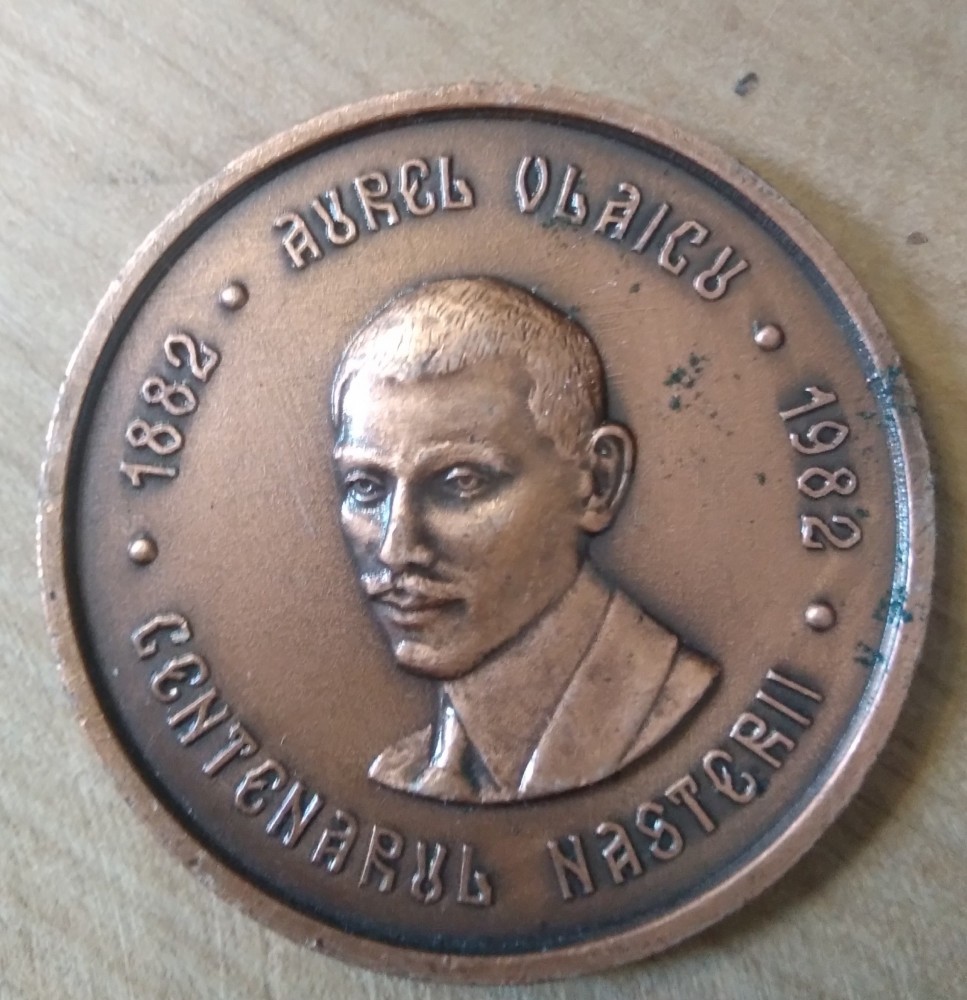 AUREL VLAICU
1882
1982
CENTENARUL NASTERII